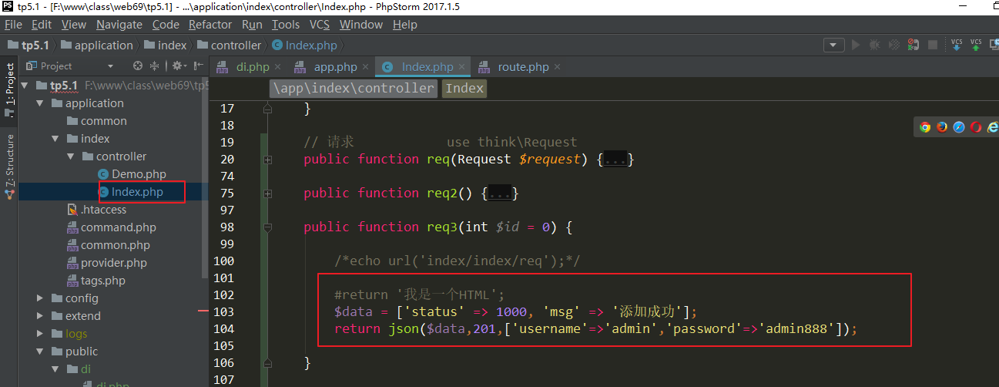 tp5.1 - [F:\www\class\web69\tp5.1] - ...\application\index\controller\Index.php - PhpStorm 2017.1.5
File Edit View Navigate Code Refactor Run Tools VCS Window Help
tp5.1 application index controller Index.php
VCS VCS
1: Project
Z: Structure
Project
di.php app.php Index.php route.php
tp5.1 F:\www\class\web69\tp5
application
common
index
controller
Demo.php
Index.php
.htaccess
command.php
common.php
provider.php
tags.php
config
extend
logs
public
di
di.php
\app\index\controller Index
17 }
18
19 // 请求 use think\Request
20 public function req(Request $request) {...}
74
75 public function req2() {...}
97
98 public function req3(int $id = 0) {
99
100 /*echo url('index/index/req');*/
101
102 #return '我是一个HTML';
103 $data = ['status' => 1000, 'msg' => '添加成功'];
104 return json($data,201,['username'=>'admin','password'=>'admin888']);
105
106 }
107